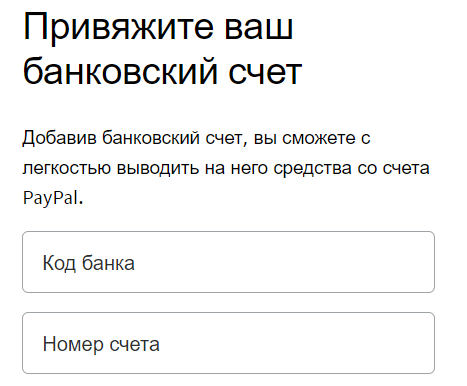 Привяжите ваш
банковский счет
Добавив банковский счет, вы сможете с
легкостью выводить на него средства со счета
PayPal.
Код банка
Номер счета